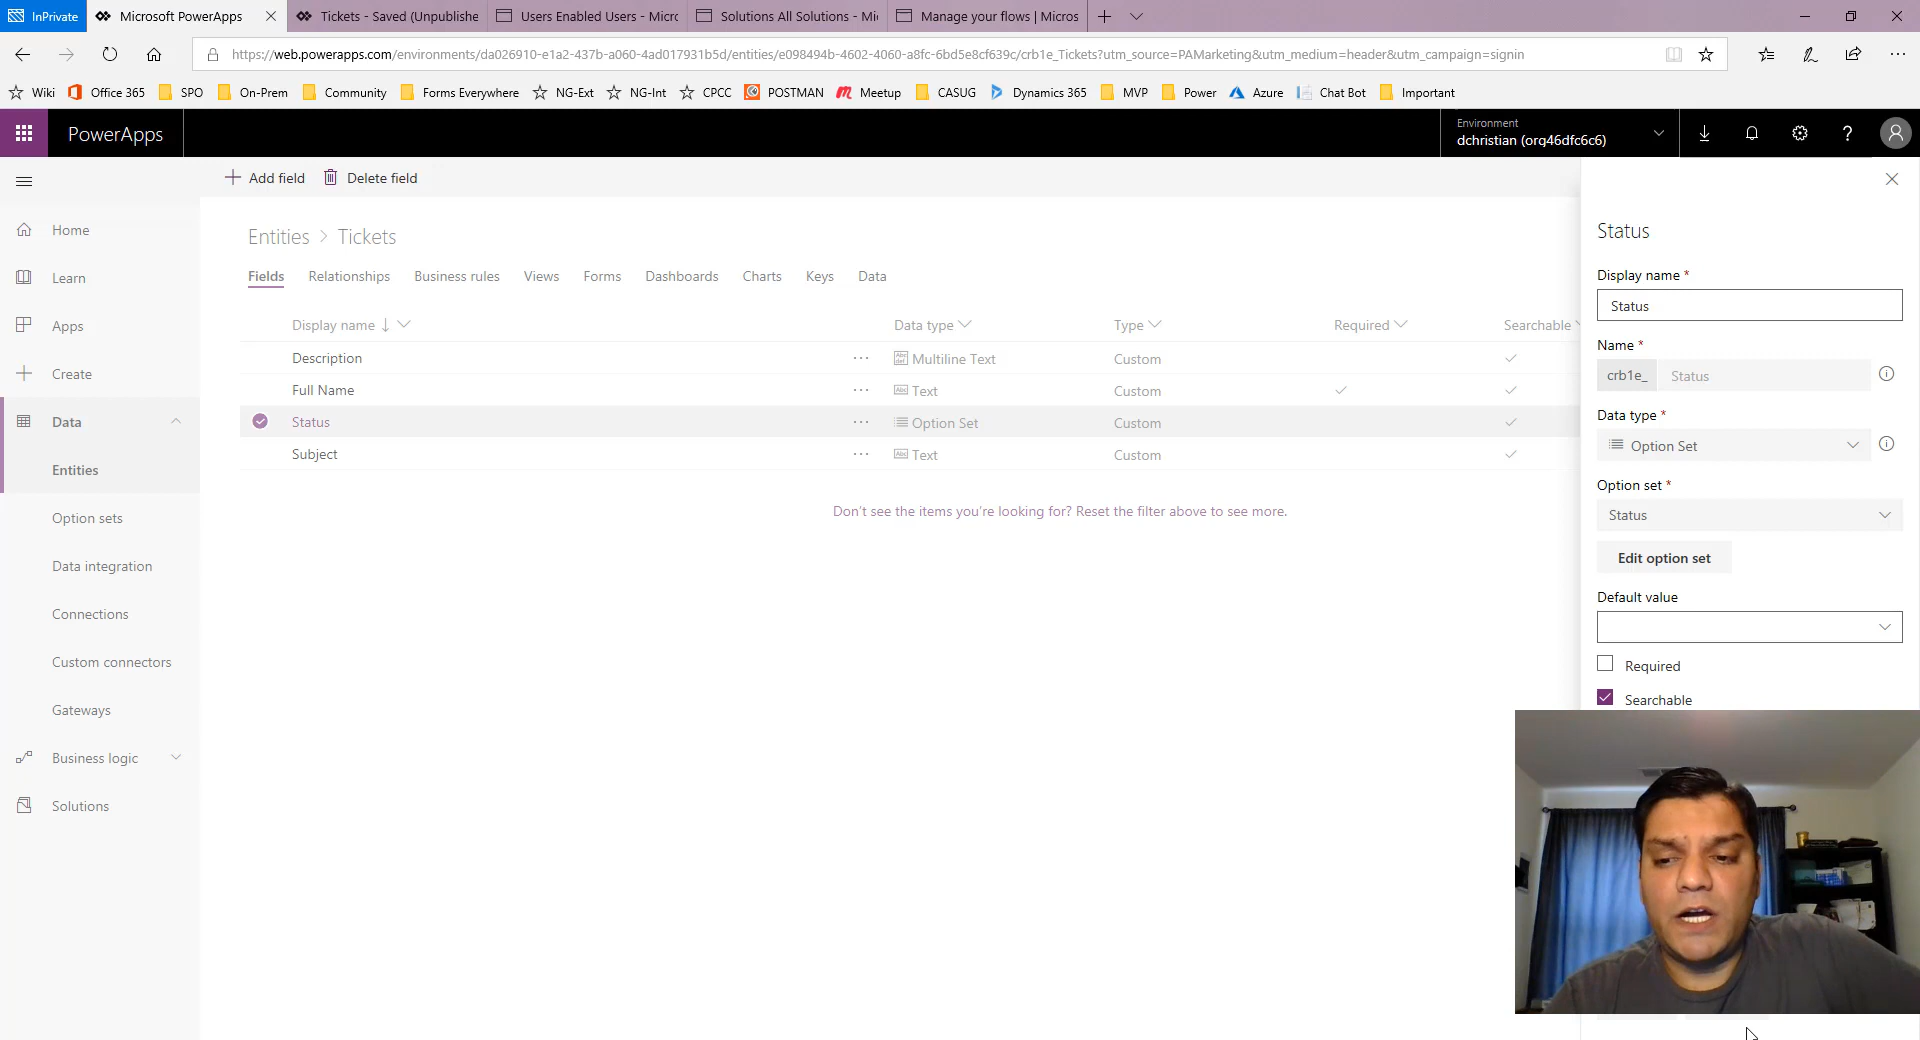 InPrivate
Microsoft PowerApps
Tickets - Saved (Unpublishe
Users Enabled Users - Micro
Solutions All Solutions - Mi
Manage your flows | Micros
https://web.powerapps.com/environments/da026910-e1a2-437b-a060-4ad017931b5d/entities/e098494b-4602-4060-a8fc-6bd5e8cf639c/crb1e_Tickets?utm_source=PAMarketing&utm_medium=header&utm_campaign=signin
Wiki
Office 365
SPO
On-Prem
Community
Forms Everywhere
NG-Ext
NG-Int
CPCC
POSTMAN
Meetup
CASUG
Dynamics 365
MVP
Power
Azure
Chat Bot
Important
PowerApps
Environment
dchristian (org46dfc6c6)
Add field
Delete field
Home
Learn
Apps
Create
Data
Entities
Option sets
Data integration
Connections
Custom connectors
Gateways
Business logic
Solutions
Entities > Tickets
Fields
Relationships
Business rules
Views
Forms
Dashboards
Charts
Keys
Data
Display name
Data type
Type
Required
Searchable
Description
Multiline Text
Custom
Full Name
Text
Custom
Status
Option Set
Custom
Subject
Text
Custom
Don't see the items you're looking for? Reset the filter above to see more.
Status
Display name *
Status
Name *
crb1e_
Status
Data type *
Option Set
Option set *
Status
Edit option set
Default value
Required
Searchable